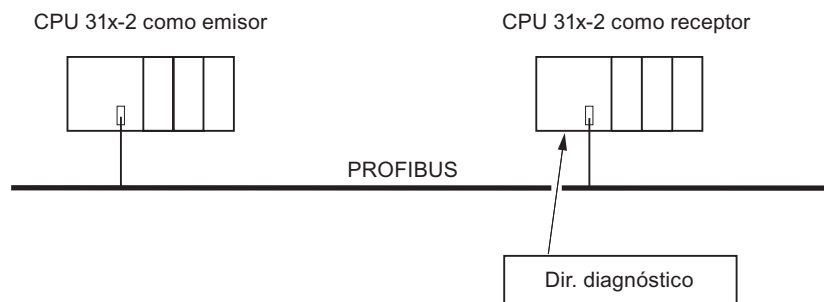 CPU 31x-2 como emisor
CPU 31x-2 como receptor
PROFIBUS
Dir. diagnóstico